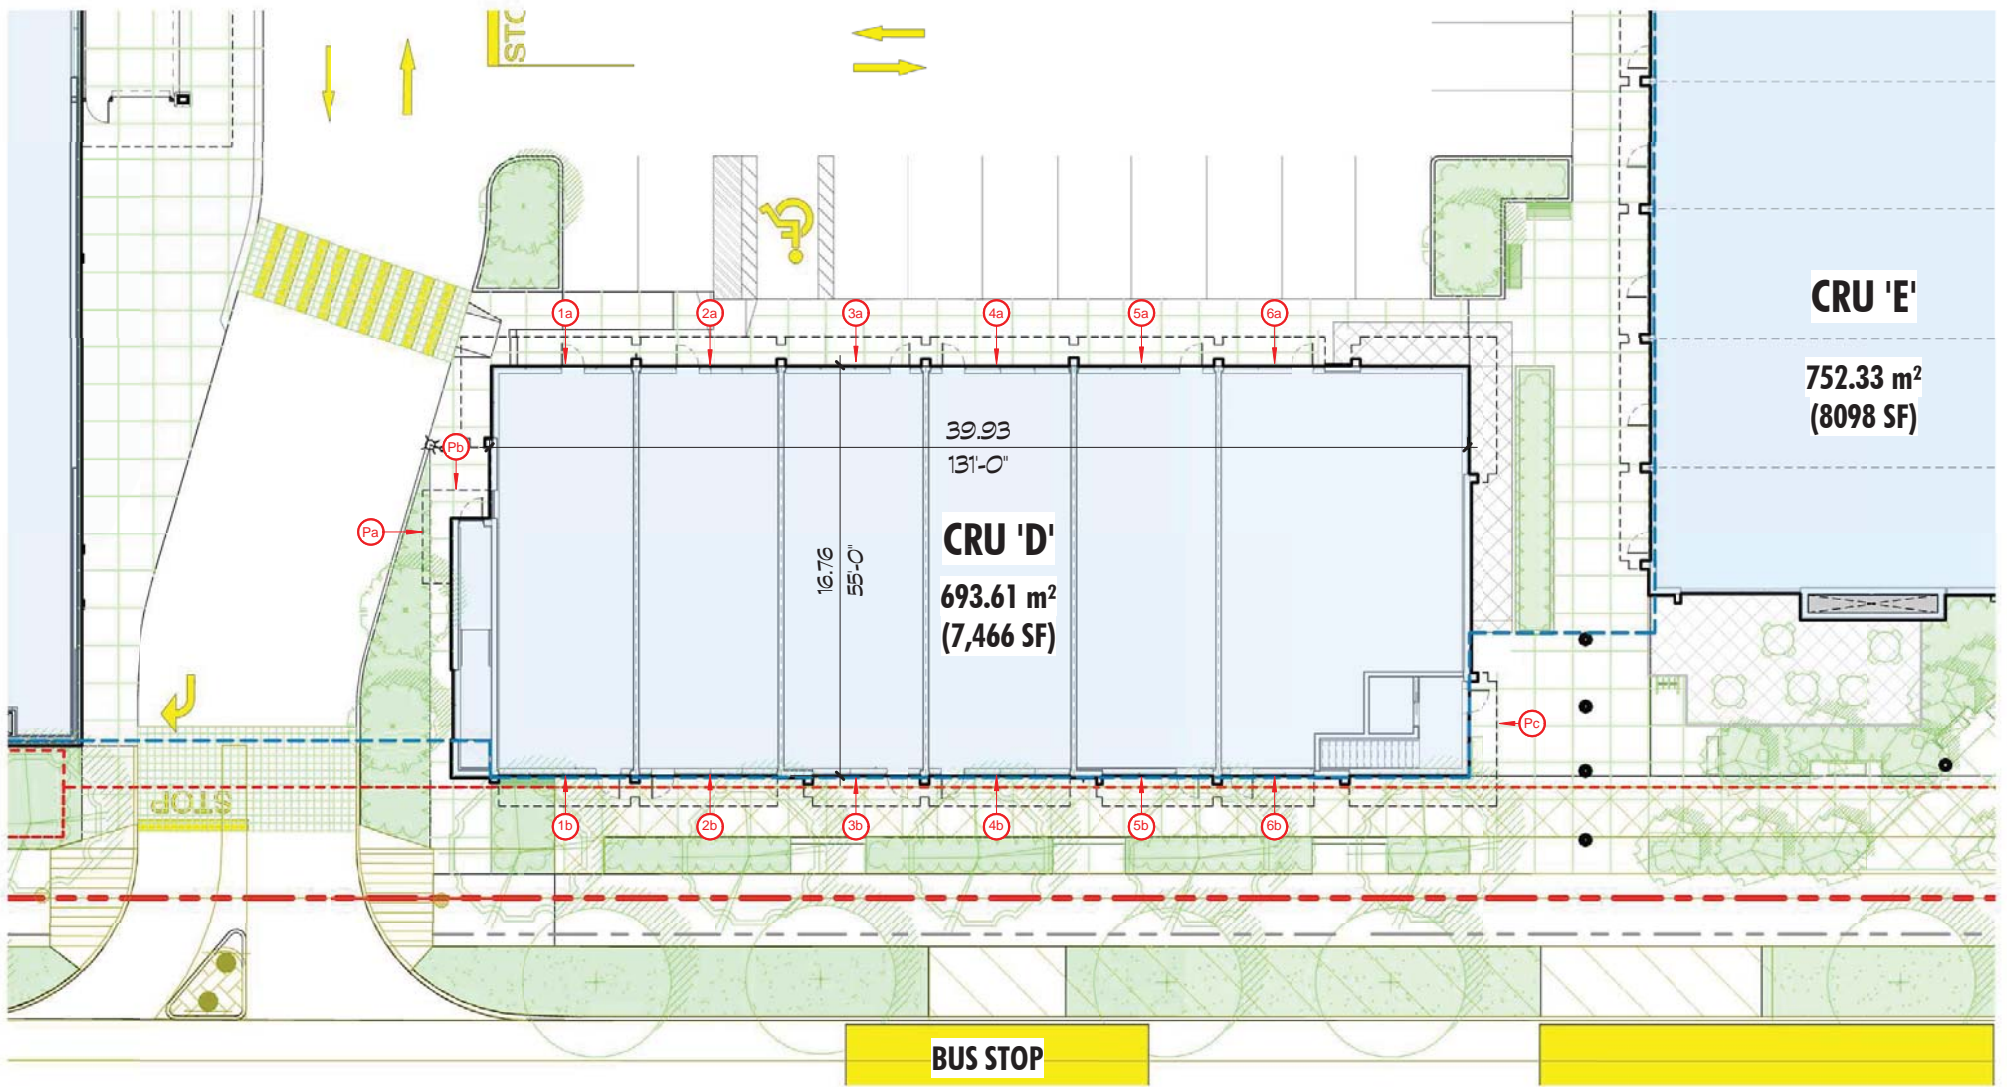 STOP
1a
2a
3a
4a
5a
6a
CRU 'E'
752.33 m²
(8098 SF)
39.93
131'-0"
Pb
Pa
CRU 'D'
693.61 m²
(7,466 SF)
16.76
55'-0"
Pc
STOP
1b
2b
3b
4b
5b
6b
BUS STOP